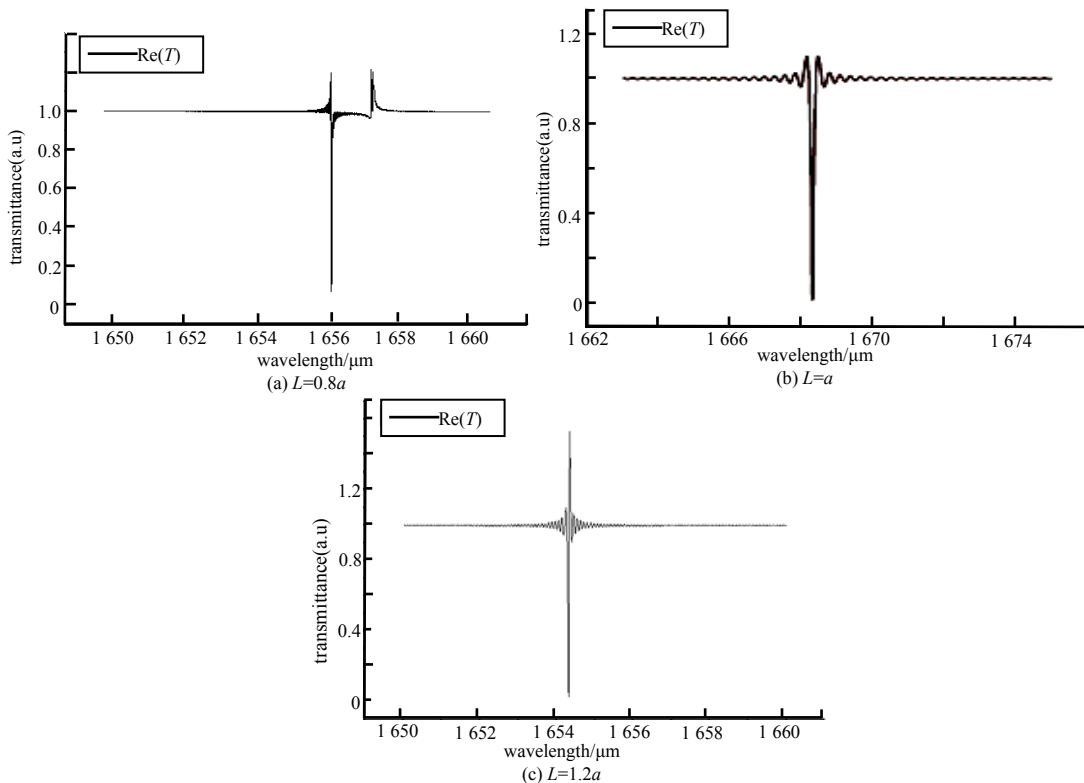 Re(T)
transmittance(a.u)
1.0
0.8
0.6
0.4
0.2
0
1 650
1 652
1 654
1 656
1 658
1 660
wavelength/μm
(a) L=0.8a
Re(T)
transmittance(a.u)
1.2
0.8
0.4
0
1 662
1 666
1 670
1 674
wavelength/μm
(b) L=a
Re(T)
transmittance(a.u)
1.2
0.8
0.4
0
1 650
1 652
1 654
1 656
1 658
1 660
wavelength/μm
(c) L=1.2a